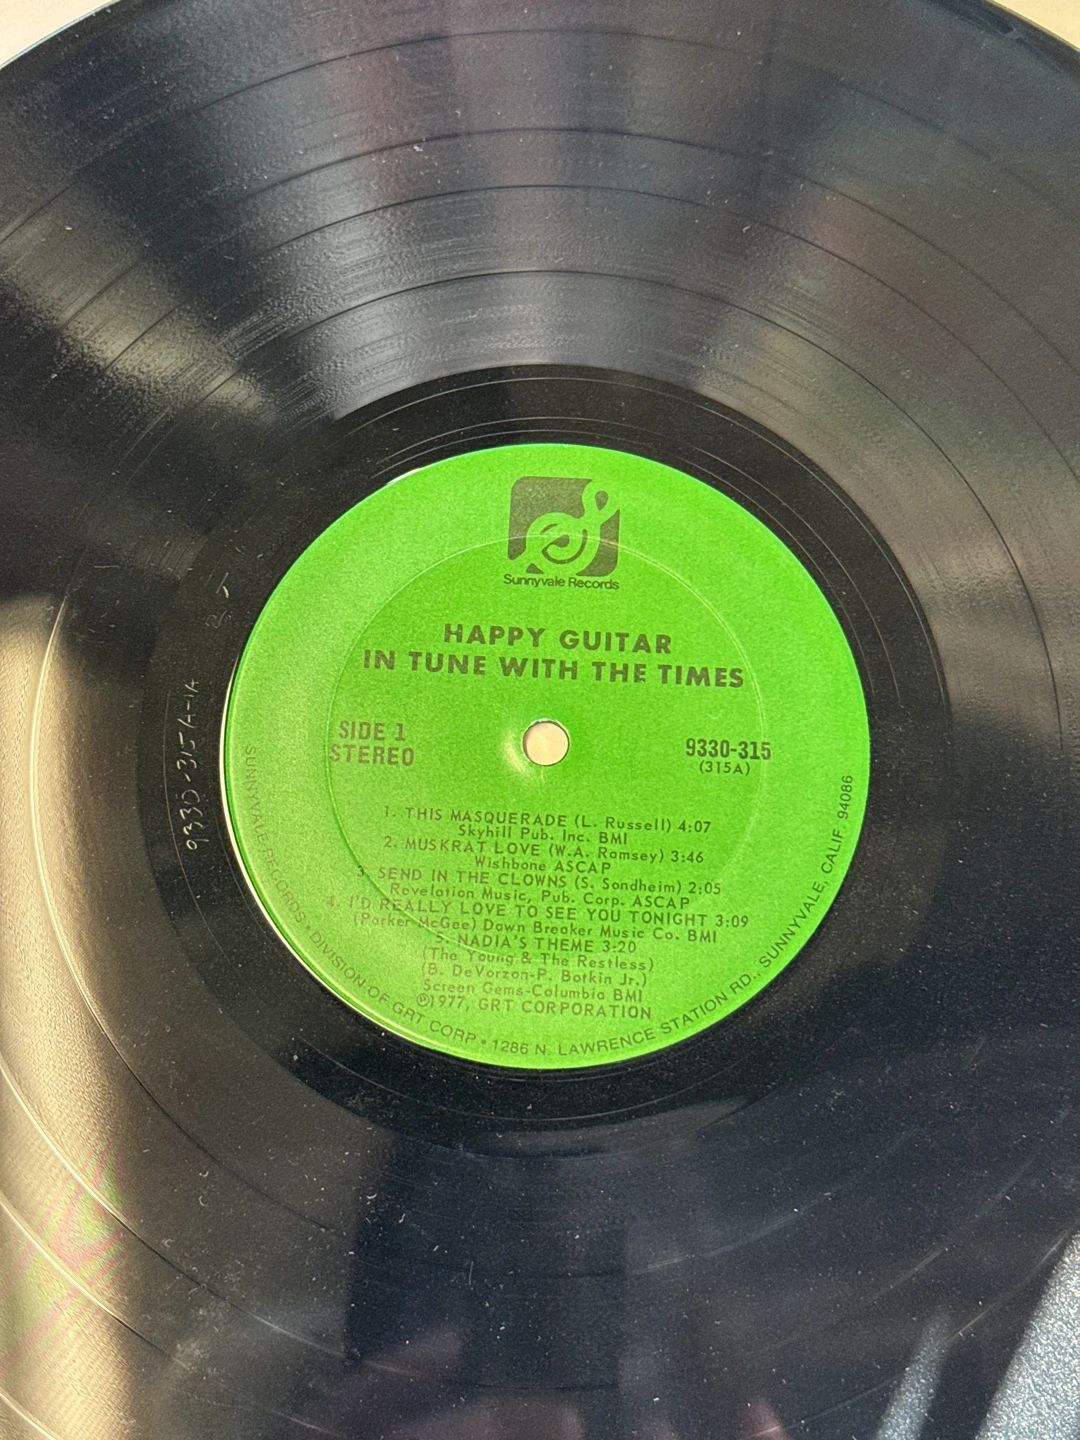 Sunnyvale Records
HAPPY GUITAR
IN TUNE WITH THE TIMES
SIDE 1
STEREO
9330-315
(315A)
1. THIS MASQUERADE (L. Russell) 4:07
Skyhill Pub. Inc. BMI
2. MUSKRAT LOVE (W.A. Ramsey) 3:46
Wishbone ASCAP
3. SEND IN THE CLOWNS (S. Sondheim) 2:05
Revelation Music, Pub. Corp. ASCAP
4. I'D REALLY LOVE TO SEE YOU TONIGHT 3:09
(Parker McGee) Dawn Breaker Music Co. BMI
5. NADIA'S THEME 3:20
(The Young & The Restless)
(B. DeVorzon-P. Botkin Jr.)
Screen Gems-Columbia BMI
Ⓟ1977, GRT CORPORATION
SUNNYVALE RECORDS • DIVISION OF GRT CORP • 1286 N. LAWRENCE STATION RD., SUNNYVALE, CALIF. 94086
9330-315A-1A